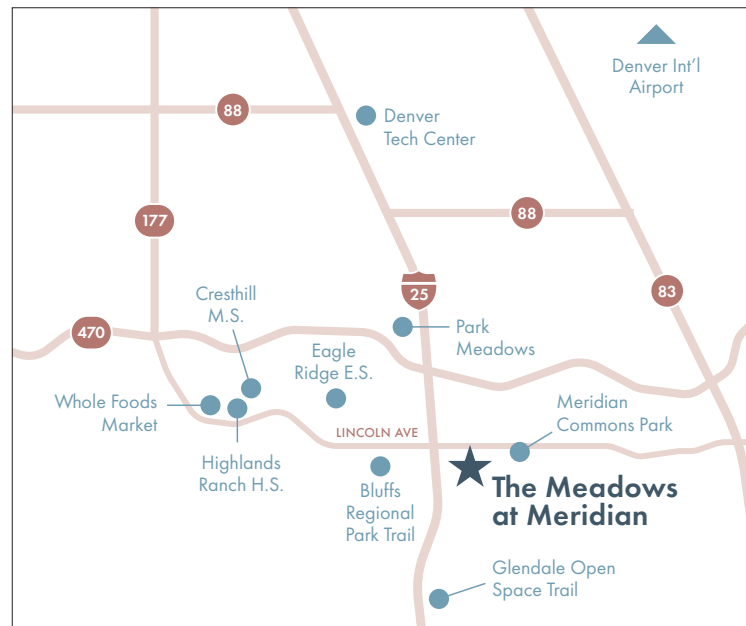 Denver Int'l
Airport
88
Denver
Tech Center
88
177
25
83
Cresthill
M.S.
470
Park
Meadows
Eagle
Ridge E.S.
Whole Foods
Market
Meridian
Commons Park
LINCOLN AVE
Highlands
Ranch H.S.
Bluffs
Regional
Park Trail
The Meadows
at Meridian
Glendale Open
Space Trail